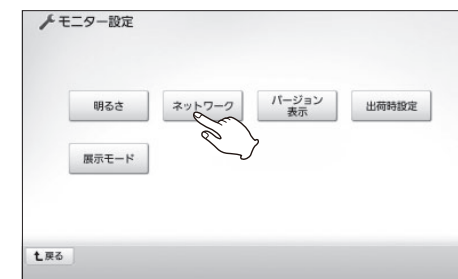 モニター設定
明るさ
ネットワーク
バージョン
表示
出荷時設定
展示モード
戻る